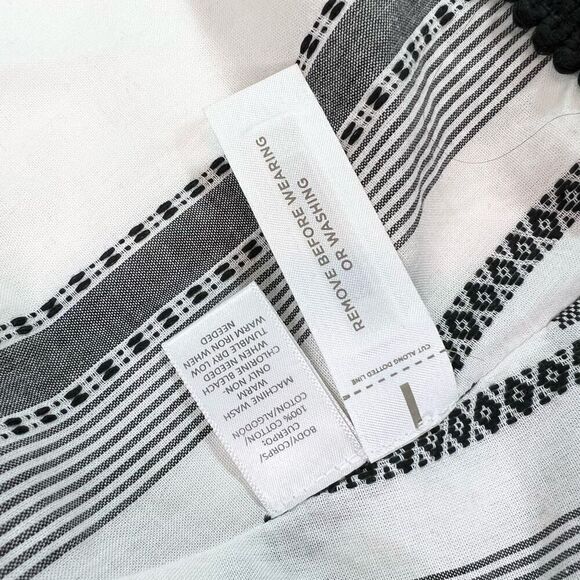 REMOVE BEFORE WEARING
OR WASHING
CUT ALONG DOTTED LINE
BODY/CORPS/
CUERPO:
100% COTTON/
COTON/ALGODON
MACHINE WASH
WARM
ONLY NON-
CHLORINE BLEACH
WHEN NEEDED
TUMBLE DRY LOW
WARM IRON WHEN
NEEDED